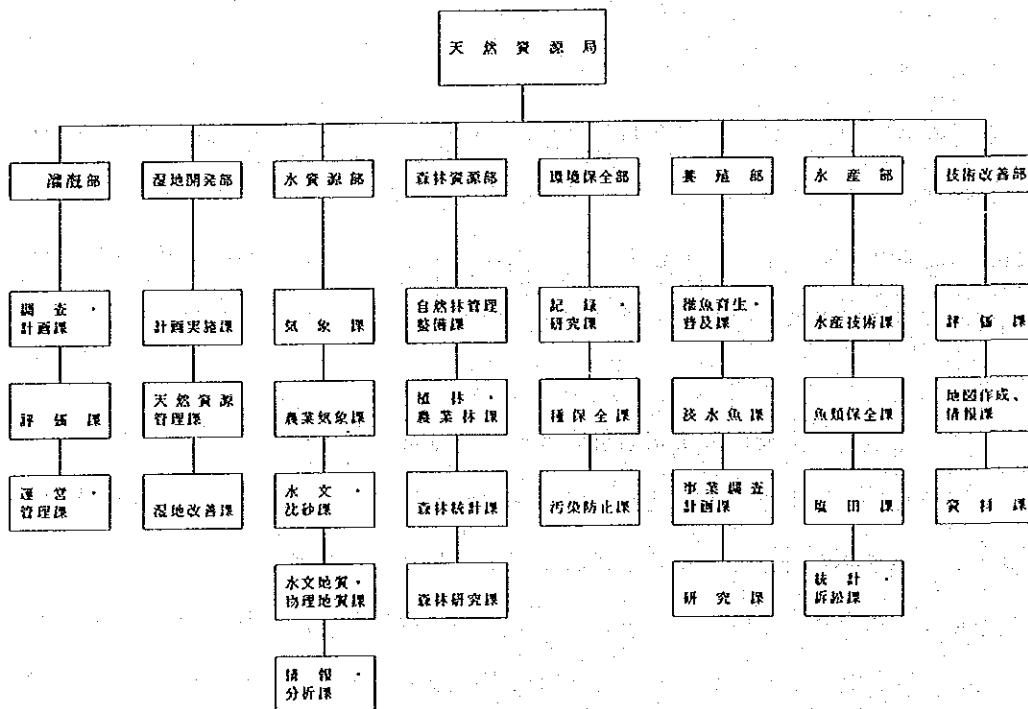 天然資源局
灌漑部
湿地開発部
水資源部
森林資源部
環境保全部
養殖部
水産部
技術改善部
調査・
計画課
評価課
運営・
管理課
計画実施課
天然資源
管理課
湿地改善課
気象課
農業気象課
水文・
沈砂課
水文地質・
物理地質課
情報・
分析課
自然林管理
整備課
植林・
農業林課
森林統計課
森林研究課
記録・
研究課
種保全課
汚染防止課
稚魚育生・
普及課
淡水魚課
事業調査
計画課
研究課
水産技術課
魚類保全課
塩田課
統計・
訴訟課
評価課
地図作成、
情報課
資料課